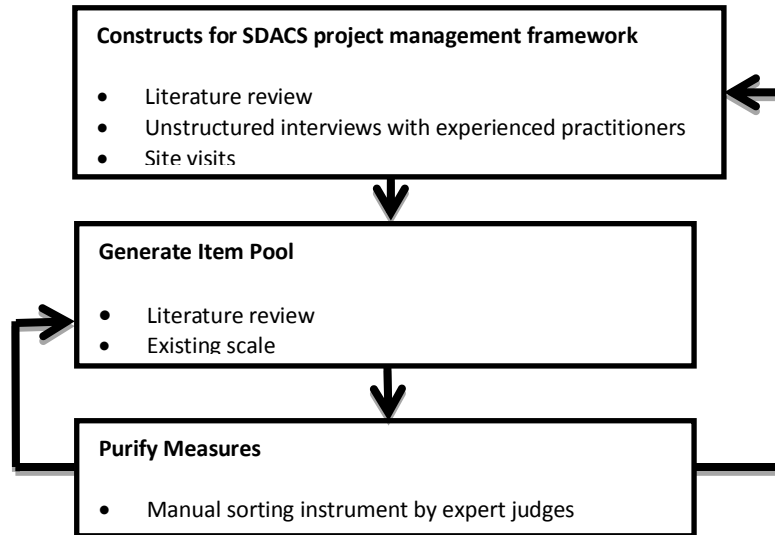 Constructs for SDACS project management framework
• Literature review
• Unstructured interviews with experienced practitioners
• Site visits
Generate Item Pool
• Literature review
• Existing scale
Purify Measures
• Manual sorting instrument by expert judges